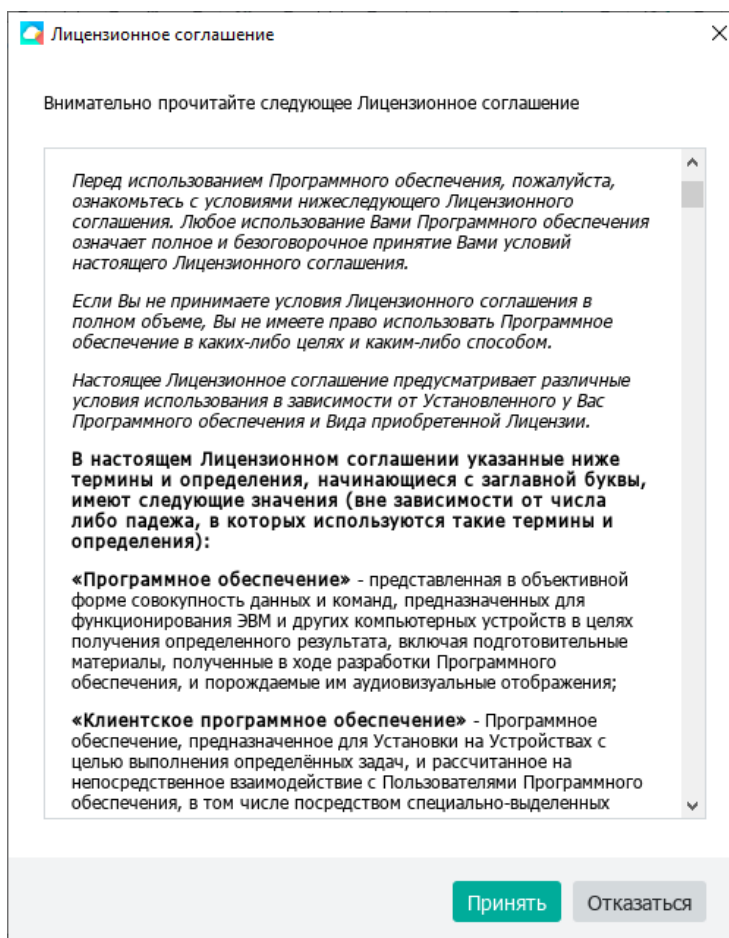 Лицензионное соглашение
Внимательно прочитайте следующее Лицензионное соглашение
Перед использованием Программного обеспечения, пожалуйста,
ознакомьтесь с условиями нижеследующего Лицензионного
соглашения. Любое использование Вами Программного обеспечения
означает полное и безоговорочное принятие Вами условий
настоящего Лицензионного соглашения.
Если Вы не принимаете условия Лицензионного соглашения в
полном объеме, Вы не имеете право использовать Программное
обеспечение в каких-либо целях и каким-либо способом.
Настоящее Лицензионное соглашение предусматривает различные
условия использования в зависимости от Установленного у Вас
Программного обеспечения и Вида приобретенной Лицензии.
В настоящем Лицензионном соглашении указанные ниже
термины и определения, начинающиеся с заглавной буквы,
имеют следующие значения (вне зависимости от числа
либо падежа, в которых используются такие термины и
определения):
«Программное обеспечение» - представленная в объективной
форме совокупность данных и команд, предназначенных для
функционирования ЭВМ и других компьютерных устройств в целях
получения определенного результата, включая подготовительные
материалы, полученные в ходе разработки Программного
обеспечения, и порождаемые им аудиовизуальные отображения;
«Клиентское программное обеспечение» - Программное
обеспечение, предназначенное для Установки на Устройствах с
целью выполнения определённых задач, и рассчитанное на
непосредственное взаимодействие с Пользователями Программного
обеспечения, в том числе посредством специально-выделенных
Принять Отказаться